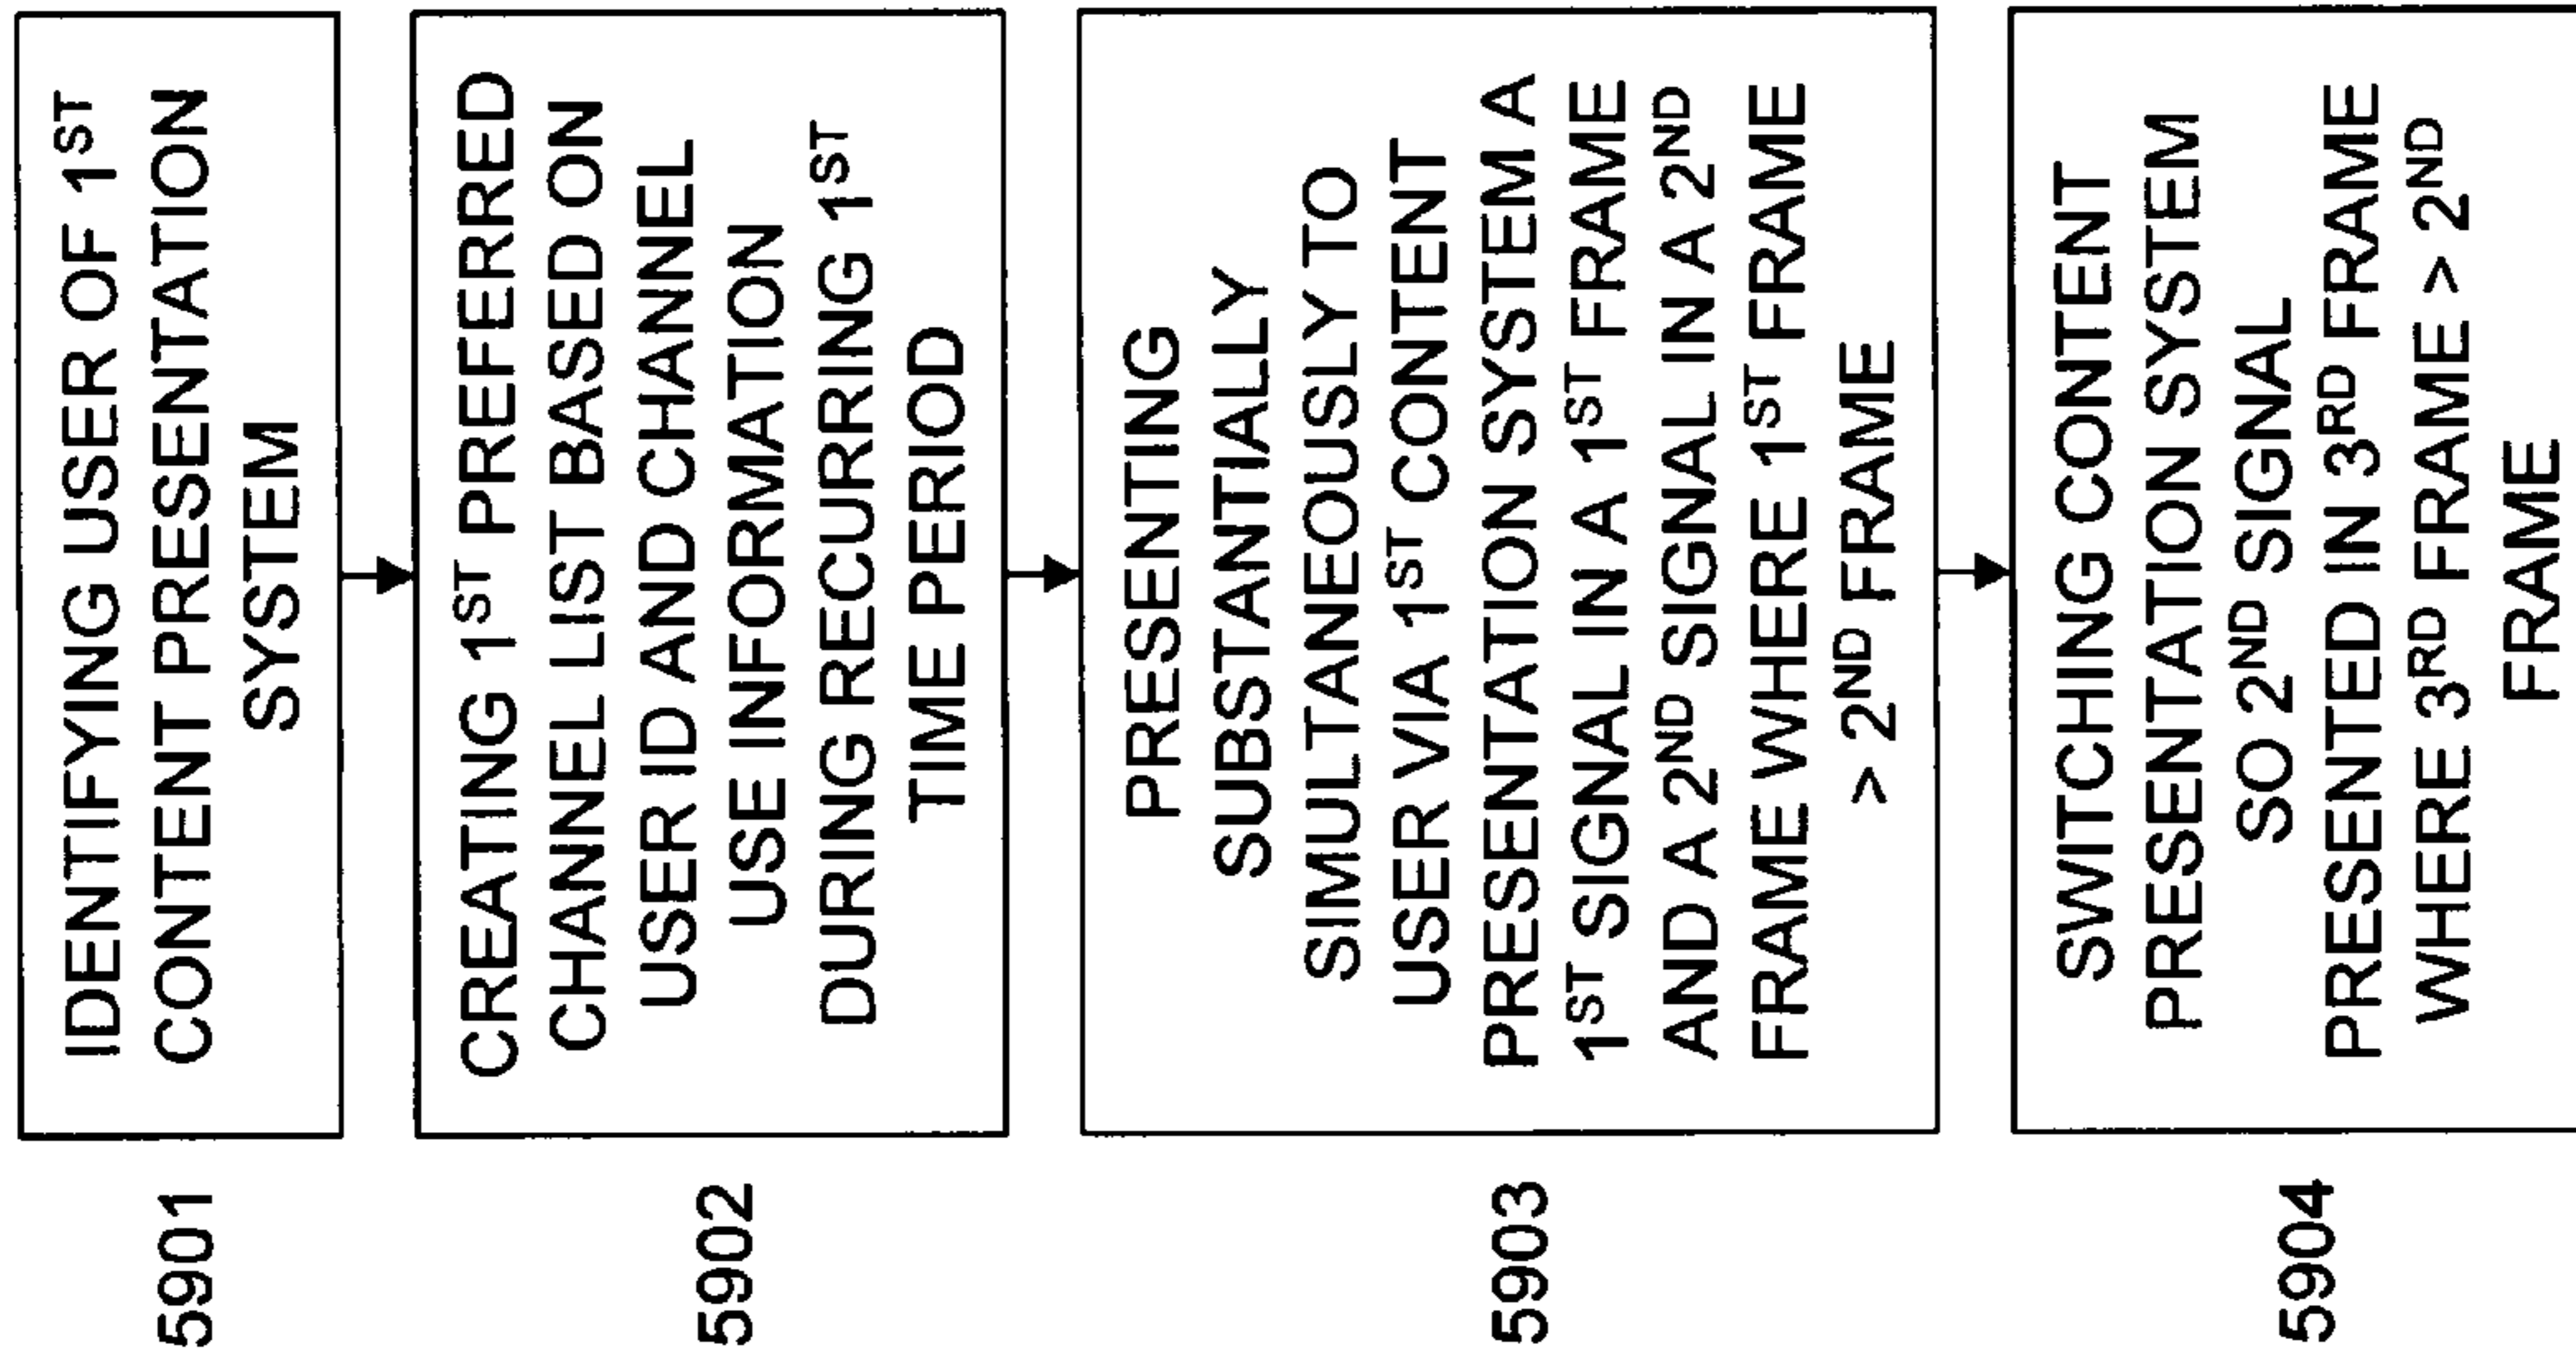 5901
IDENTIFYING USER OF 1ST
CONTENT PRESENTATION
SYSTEM
5902
CREATING 1ST PREFERRED
CHANNEL LIST BASED ON
USER ID AND CHANNEL
USE INFORMATION
DURING RECURRING 1ST
TIME PERIOD
5903
PRESENTING
SUBSTANTIALLY
SIMULTANEOUSLY TO
USER VIA 1ST CONTENT
PRESENTATION SYSTEM A
1ST SIGNAL IN A 1ST FRAME
AND A 2ND SIGNAL IN A 2ND
FRAME WHERE 1ST FRAME
> 2ND FRAME
5904
SWITCHING CONTENT
PRESENTATION SYSTEM
SO 2ND SIGNAL
PRESENTED IN 3RD FRAME
WHERE 3RD FRAME > 2ND
FRAME